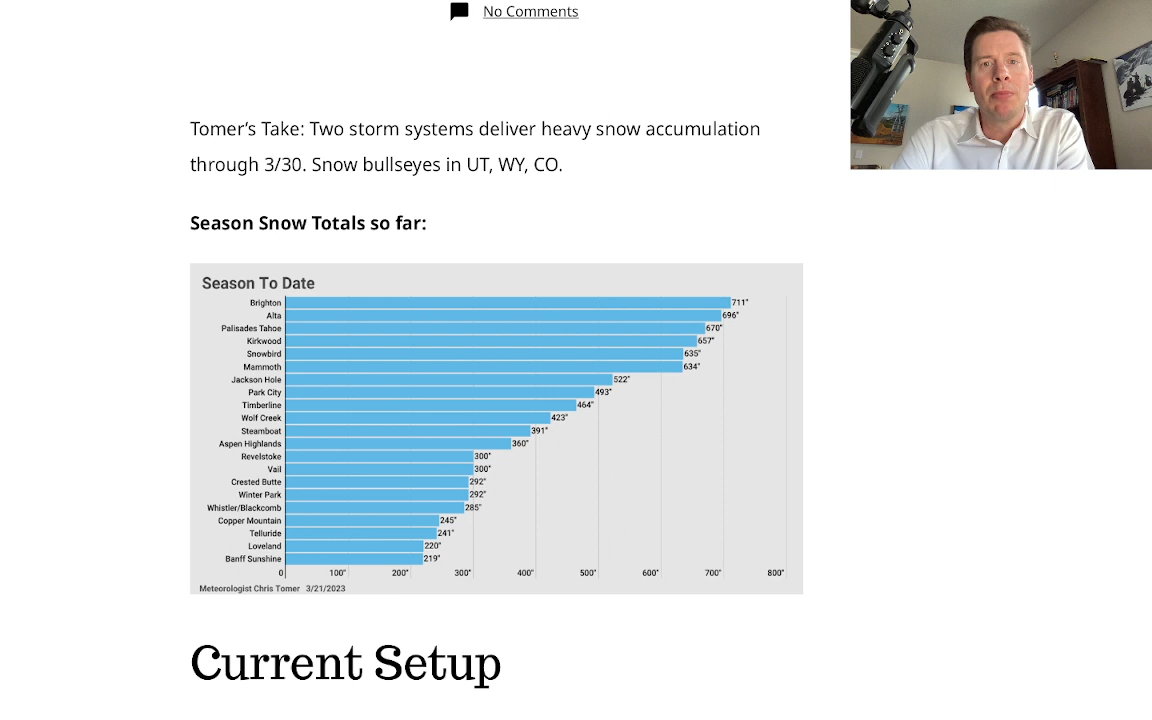 No Comments
Tomer's Take: Two storm systems deliver heavy snow accumulation
through 3/30. Snow bullseyes in UT, WY, CO.
Season Snow Totals so far:
Season To Date
Brighton 711"
Alta 696"
Palisades Tahoe 670"
Kirkwood 657"
Snowbird 635"
Mammoth 634"
Jackson Hole 522"
Park City 493"
Timberline 464"
Wolf Creek 423"
Steamboat 391"
Aspen Highlands 360"
Revelstoke 300"
Vail 300"
Crested Butte 292"
Winter Park 292"
Whistler/Blackcomb 285"
Copper Mountain 245"
Telluride 241"
Loveland 220"
Banff Sunshine 219"
0 100" 200" 300" 400" 500" 600" 700" 800"
Meteorologist Chris Tomer 3/21/2023
Current Setup